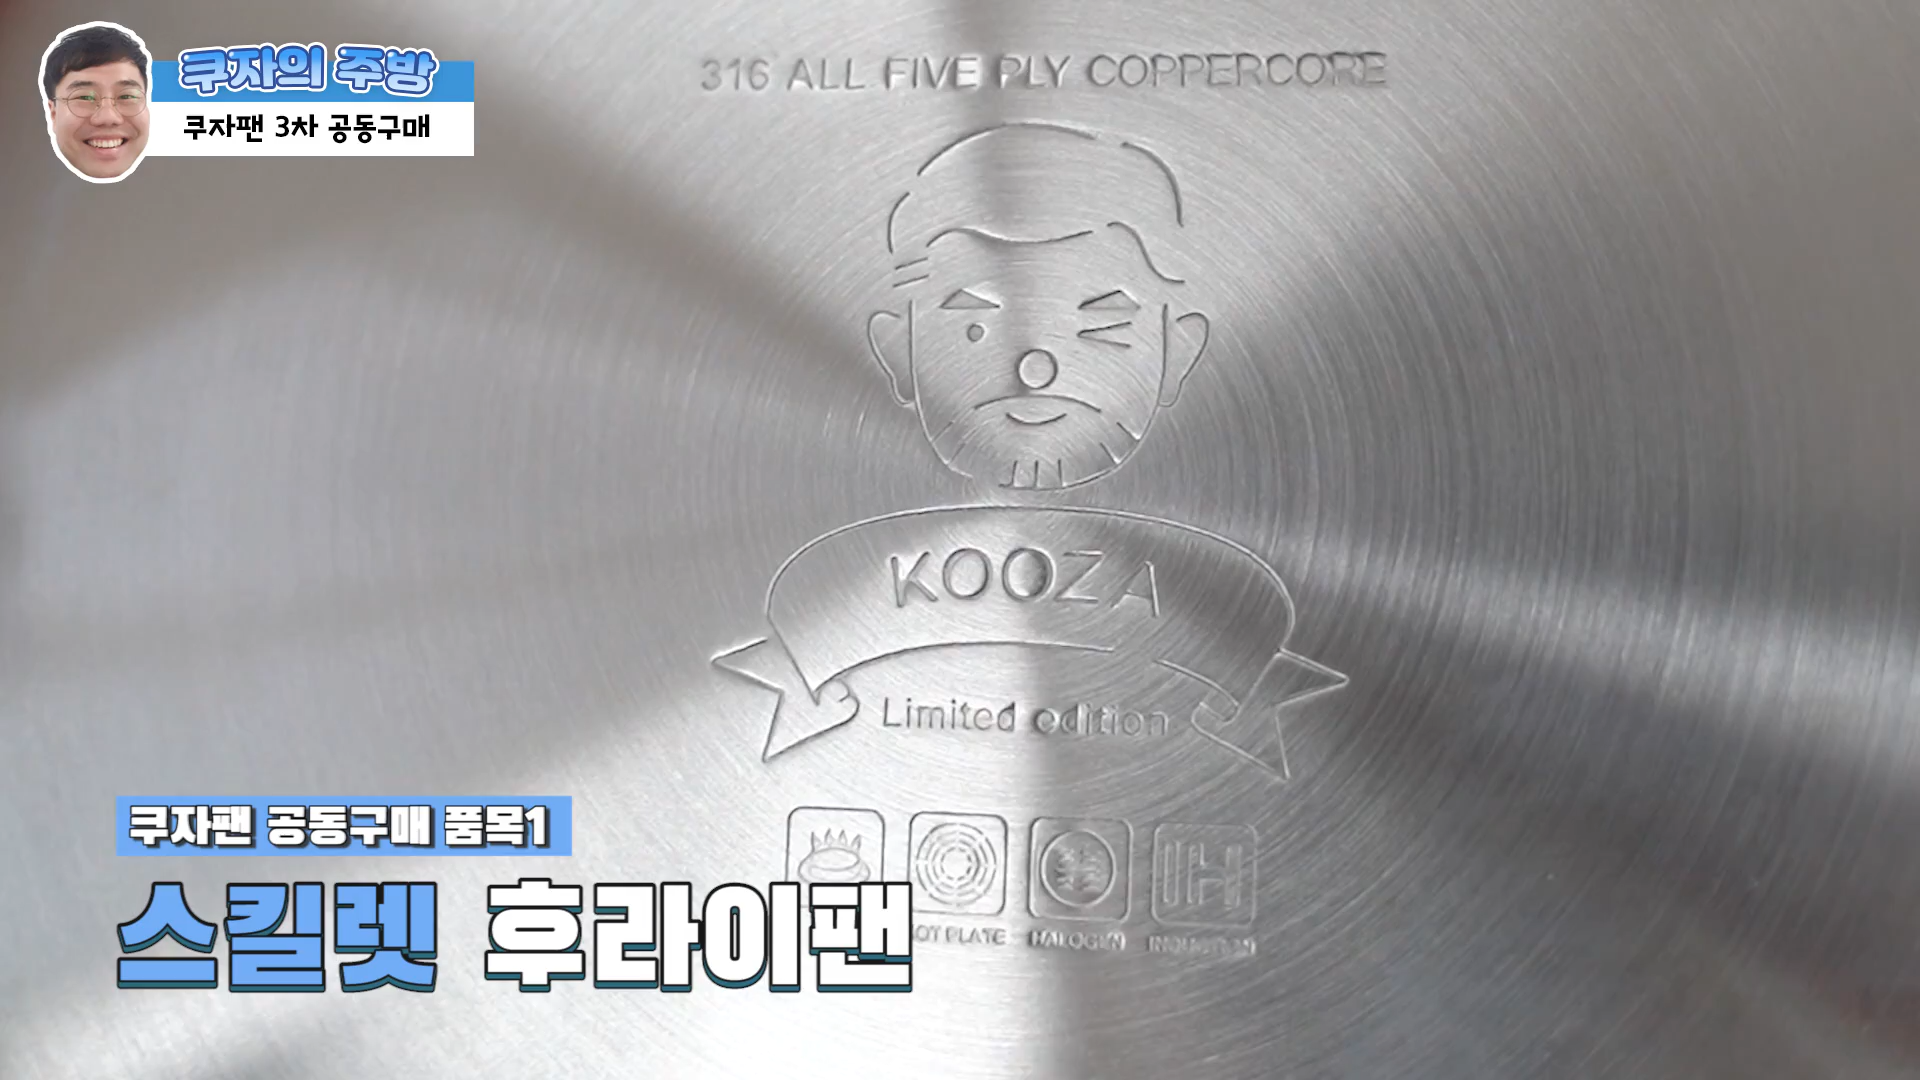 쿠자의 주방
쿠자팬 3차 공동구매
316 ALL FIVE PLY COPPERCORE
KOOZA
Limited edition
쿠자팬 공동구매 품목1
스킬렛 후라이팬
PLATE HALOGEN INDUCTION